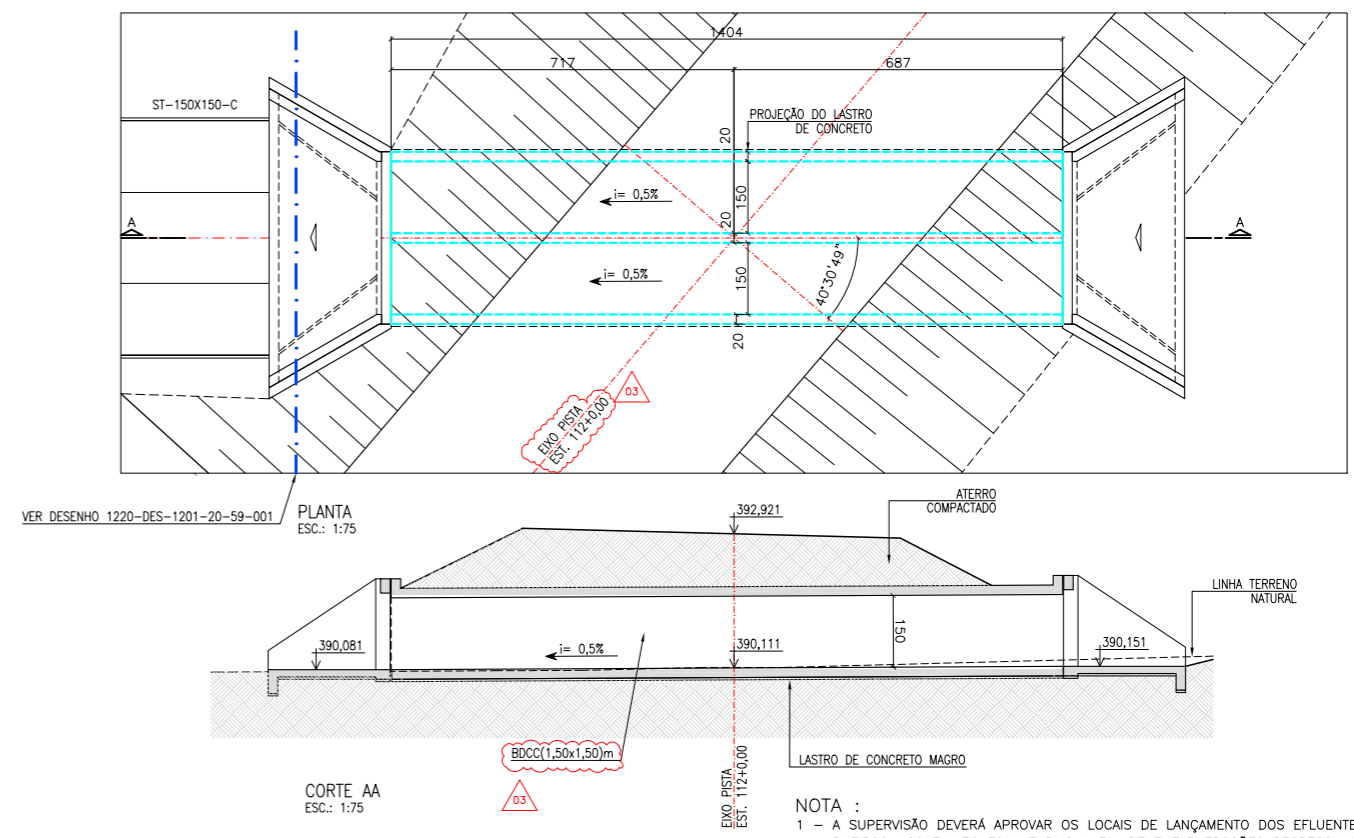 1404
717
687
ST-150X150-C
PROJEÇÃO DO LASTRO
DE CONCRETO
20
150
20
150
20
i= 0,5%
i= 0,5%
A
A
40°30'49"
EIXO PISTA
EST. 112+0,00
03
VER DESENHO 1220-DES-1201-20-59-001
PLANTA
ESC.: 1:75
392,921
ATERRO
COMPACTADO
LINHA TERRENO
NATURAL
390,081
i= 0,5%
390,111
150
390,151
BDCC(1,50x1,50)m
03
LASTRO DE CONCRETO MAGRO
EIXO PISTA
EST. 112+0,00
CORTE AA
ESC.: 1:75
NOTA :
1 - A SUPERVISÃO DEVERÁ APROVAR OS LOCAIS DE LANÇAMENTO DOS EFLUENTE